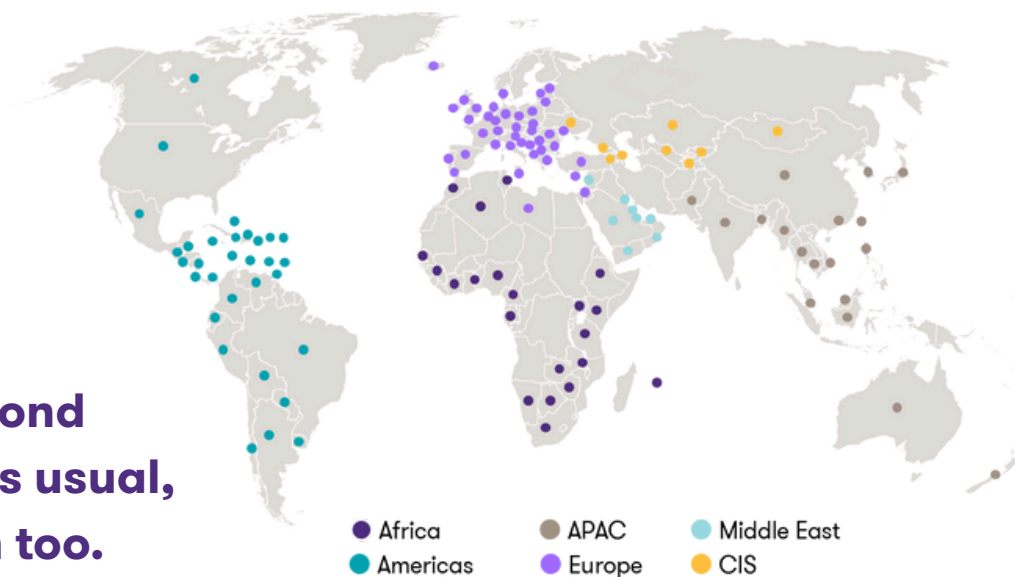 ond
s usual,
too.
Africa
APAC
Middle East
Americas
Europe
CIS